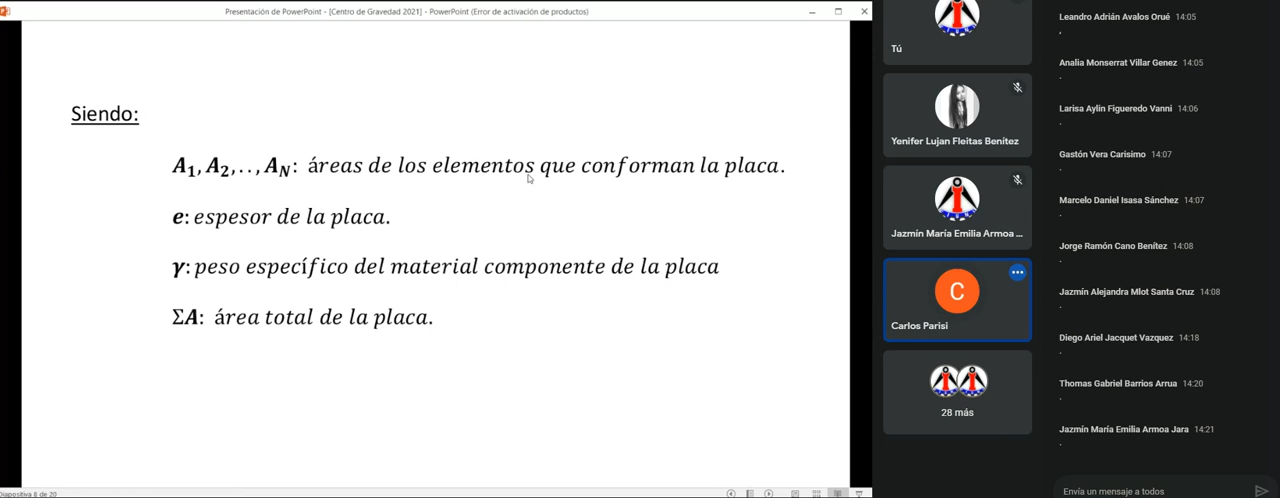 Presentación de PowerPoint - [Centro de Gravedad 2021] - PowerPoint (Error de activación de productos)
Siendo:
A1, A2, . . , AN: áreas de los elementos que conforman la placa.
e: espesor de la placa.
γ: peso específico del material componente de la placa
ΣA: área total de la placa.
Diapositiva 8 de 20
Tú
Yenifer Lujan Fleitas Benítez
Jazmín María Emilia Armoa ...
C
Carlos Parisi
28 más
Leandro Adrián Avalos Orué 14:05
,
Analia Monserrat Villar Genez 14:05
.
Larisa Aylin Figueredo Vanni 14:06
.
Gastón Vera Carisimo 14:07
.
Marcelo Daniel Isasa Sánchez 14:07
.
Jorge Ramón Cano Benítez 14:08
.
Jazmín Alejandra Mlot Santa Cruz 14:08
.
Diego Ariel Jacquet Vazquez 14:18
.
Thomas Gabriel Barrios Arrua 14:20
.
Jazmín María Emilia Armoa Jara 14:21
.
Envía un mensaje a todos